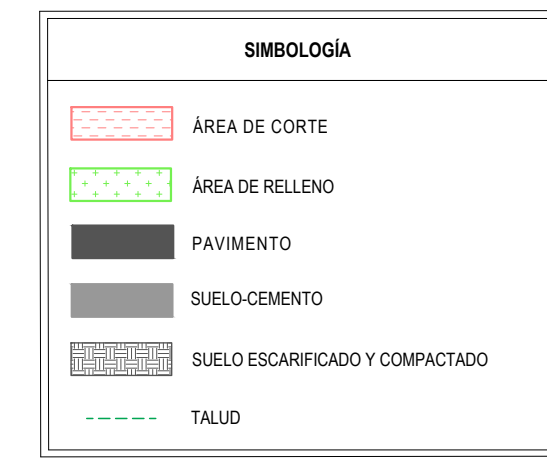 SIMBOLOGÍA
ÁREA DE CORTE
ÁREA DE RELLENO
PAVIMENTO
SUELO-CEMENTO
SUELO ESCARIFICADO Y COMPACTADO
TALUD